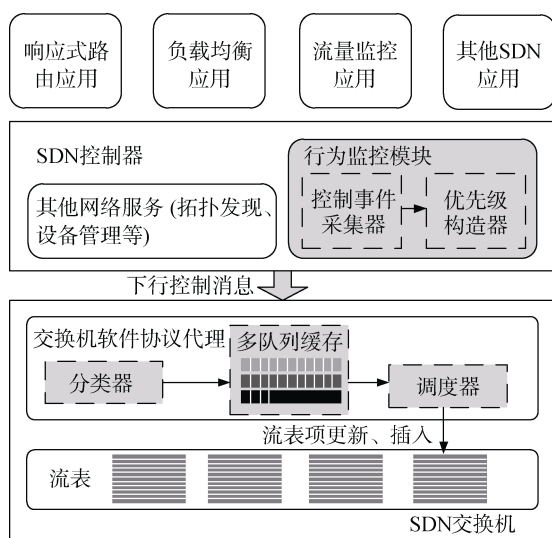 响应式路
由应用
负载均衡
应用
流量监控
应用
其他SDN
应用
SDN控制器
行为监控模块
其他网络服务 (拓扑发现、
设备管理等)
控制事件
采集器
优先级
构造器
下行控制消息
交换机软件协议代理
多队列缓存
分类器
调度器
流表项更新、插入
流表
SDN交换机